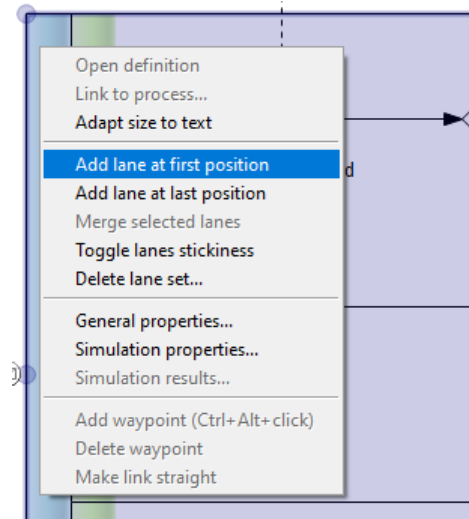 Open definition
Link to process...
Adapt size to text
Add lane at first position
d
Add lane at last position
Merge selected lanes
Toggle lanes stickiness
Delete lane set...
General properties...
Simulation properties...
Simulation results...
Add waypoint (Ctrl+Alt+click)
Delete waypoint
Make link straight